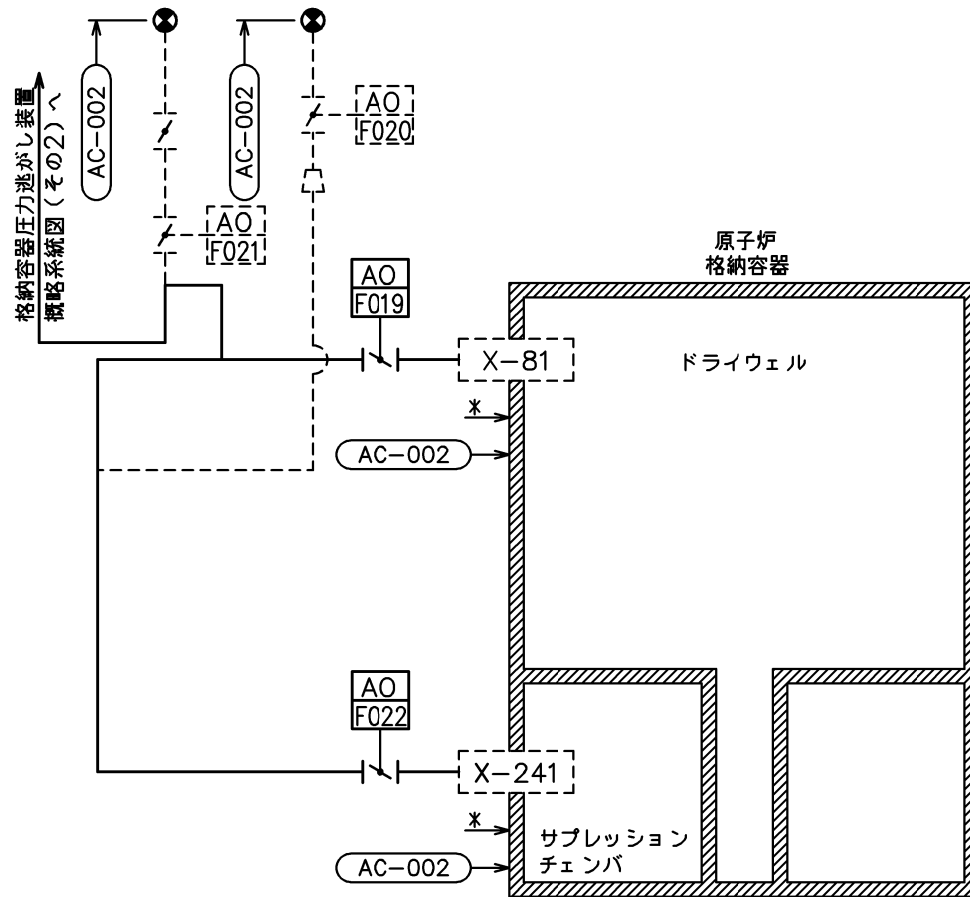 格納容器圧力逃がし装置
概略系統図(その2)へ
AC-002
AC-002
AO
F020
AO
F021
AO
F019
原子炉
格納容器
X-81
ドライウェル
*
AC-002
AO
F022
X-241
*
サプレッション
チェンバ
AC-002